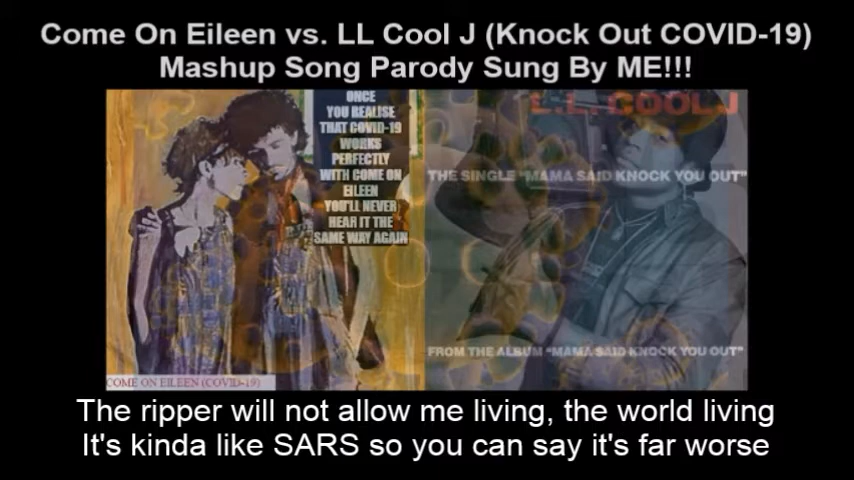 Come On Eileen vs. LL Cool J (Knock Out COVID-19)
Mashup Song Parody Sung By ME!!!
ONCE
YOU REALISE
THAT COVID-19
WORKS
PERFECTLY
WITH COME ON
EILEEN
YOU'LL NEVER
HEAR IT THE
SAME WAY AGAIN
L.L. COOL J
THE SINGLE "MAMA SAID KNOCK YOU OUT"
FROM THE ALBUM "MAMA SAID KNOCK YOU OUT"
COME ON EILEEN (COVID-19)
The ripper will not allow me living, the world living
It's kinda like SARS so you can say it's far worse